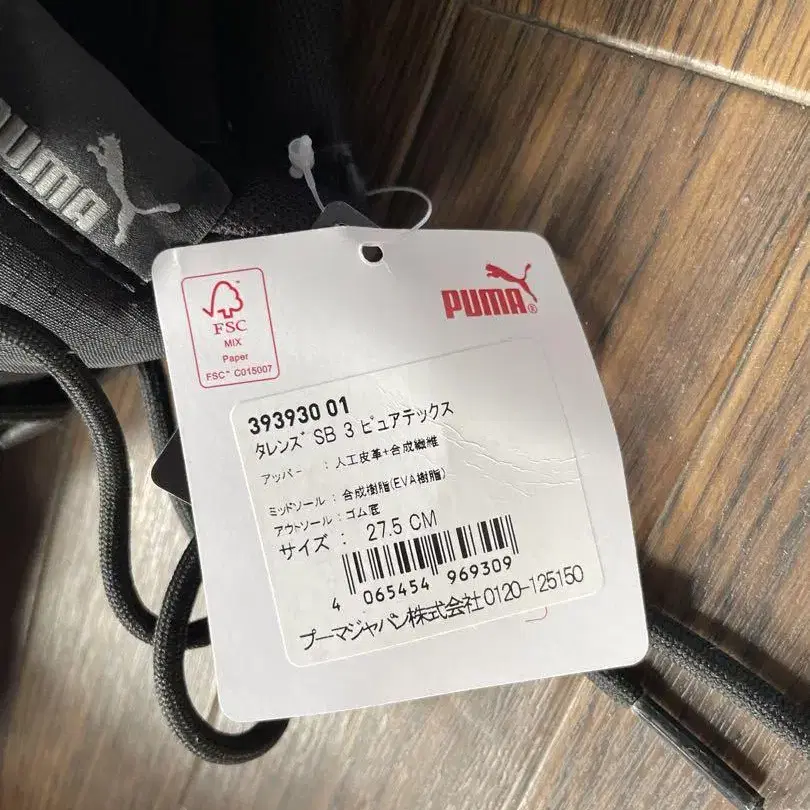 PUMA
FSC
MIX
Paper
FSC™ C015007
PUMA®
393930 01
タレンズ SB 3 ピュアテックス
アッパー : 人工皮革+合成繊維
ミッドソール : 合成樹脂(EVA樹脂)
アウトソール : ゴム底
サイズ : 27.5 CM
4 065454 969309
プーマジャパン株式会社0120-125150